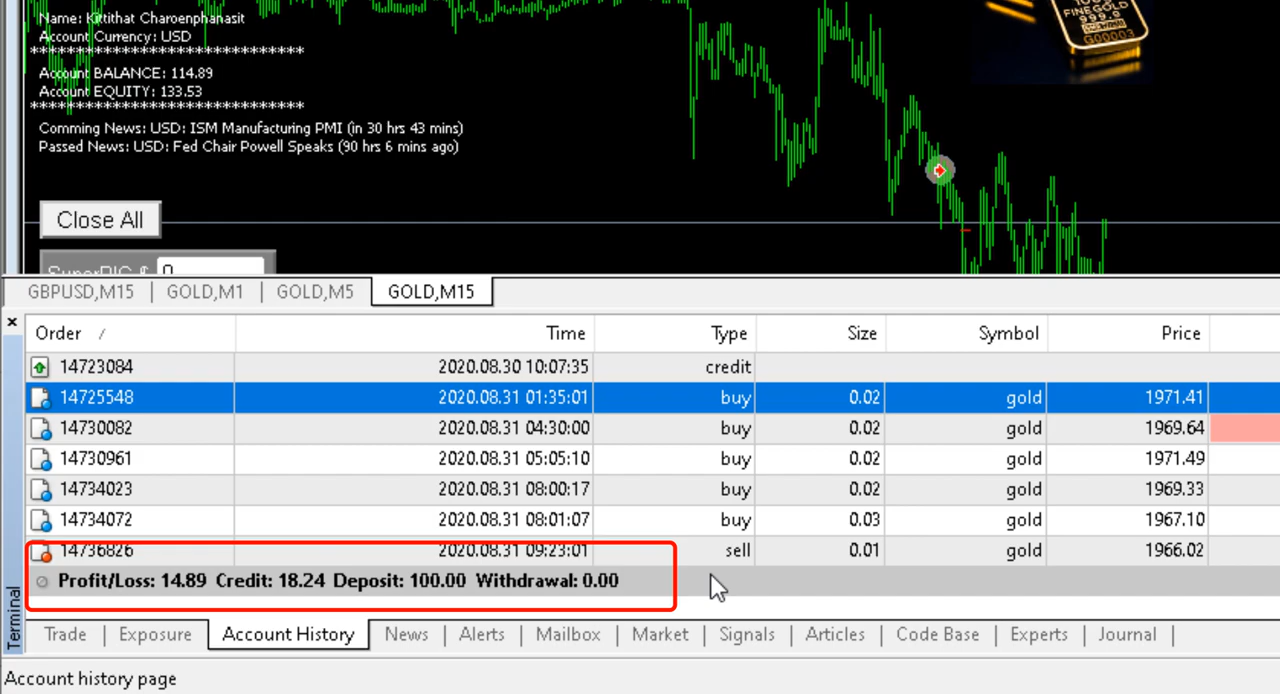 Name: Kittithat Charoenphanasit
Account Currency: USD
******************************
Account BALANCE: 114.89
Account EQUITY: 133.53
******************************
Comming News: USD: ISM Manufacturing PMI (in 30 hrs 43 mins)
Passed News: USD: Fed Chair Powell Speaks (90 hrs 6 mins ago)
FINEGOLD
999.9
G00003
Close All
0
GBPUSD,M15 | GOLD,M1 | GOLD,M5 | GOLD,M15
Order / Time Type Size Symbol Price
14723084 2020.08.30 10:07:35 credit
14725548 2020.08.31 01:35:01 buy 0.02 gold 1971.41
14730082 2020.08.31 04:30:00 buy 0.02 gold 1969.64
14730961 2020.08.31 05:05:10 buy 0.02 gold 1971.49
14734023 2020.08.31 08:00:17 buy 0.02 gold 1969.33
14734072 2020.08.31 08:01:07 buy 0.03 gold 1967.10
14736826 2020.08.31 09:23:01 sell 0.01 gold 1966.02
Profit/Loss: 14.89 Credit: 18.24 Deposit: 100.00 Withdrawal: 0.00
Terminal
Trade | Exposure | Account History | News | Alerts | Mailbox | Market | Signals | Articles | Code Base | Experts | Journal |
Account history page